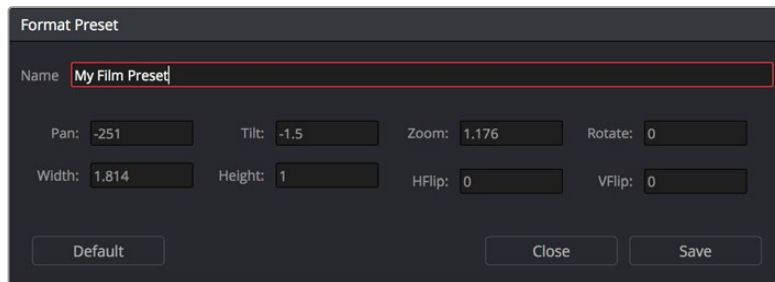 Format Preset
Name My Film Preset
Pan: -251 Tilt: -1.5 Zoom: 1.176 Rotate: 0
Width: 1.814 Height: 1 HFlip: 0 VFlip: 0
Default Close Save